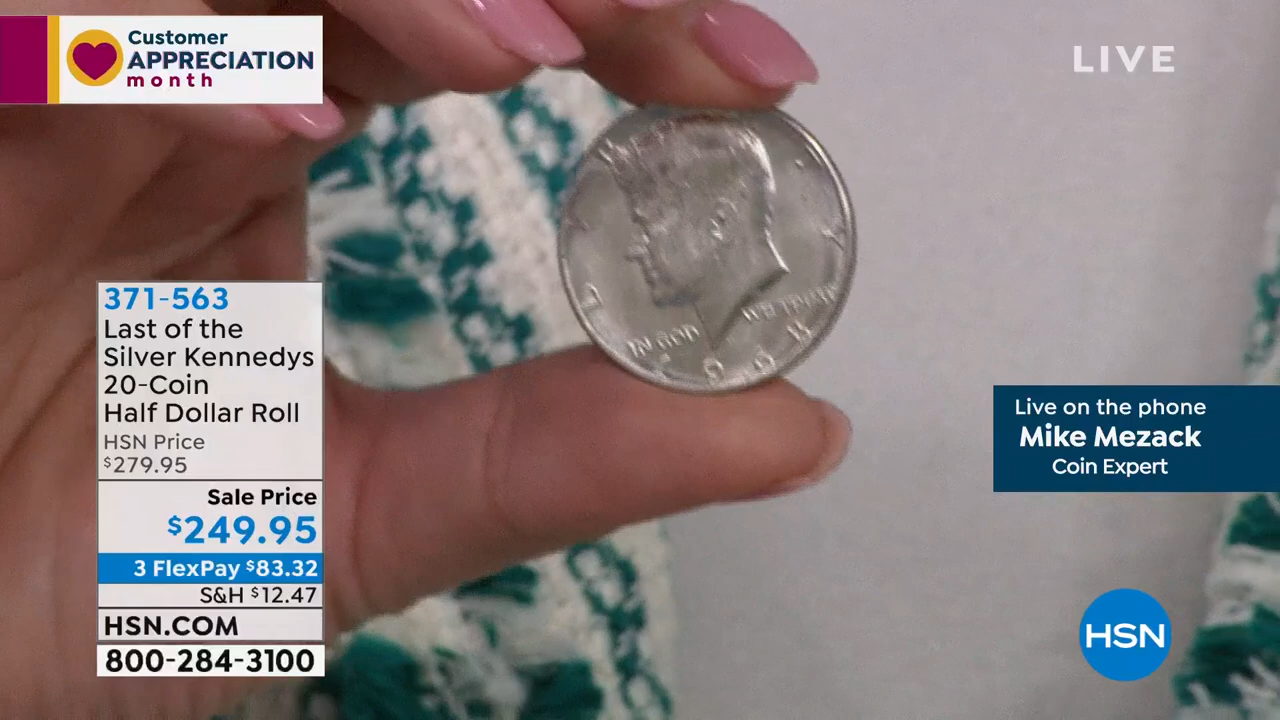 Customer
APPRECIATION
month
LIVE
371-563
Last of the
Silver Kennedys
20-Coin
Half Dollar Roll
HSN Price
$279.95
Sale Price
$249.95
3 FlexPay $83.32
S&H $12.47
HSN.COM
800-284-3100
IN GOD WE TRUST
Live on the phone
Mike Mezack
Coin Expert
HSN